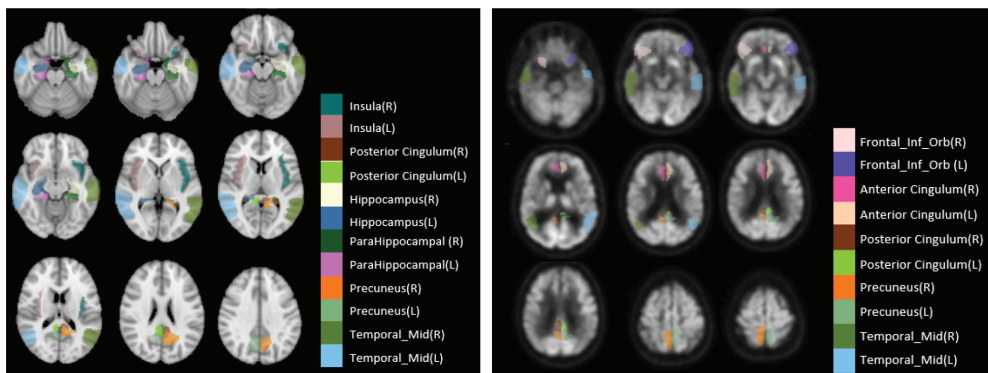 Insula(R)
Insula(L)
Posterior Cingulum(R)
Posterior Cingulum(L)
Hippocampus(R)
Hippocampus(L)
ParaHippocampal (R)
ParaHippocampal(L)
Precuneus(R)
Precuneus(L)
Temporal_Mid(R)
Temporal_Mid(L)
Frontal_Inf_Orb(R)
Frontal_Inf_Orb (L)
Anterior Cingulum(R)
Anterior Cingulum(L)
Posterior Cingulum(R)
Posterior Cingulum(L)
Precuneus(R)
Precuneus(L)
Temporal_Mid(R)
Temporal_Mid(L)